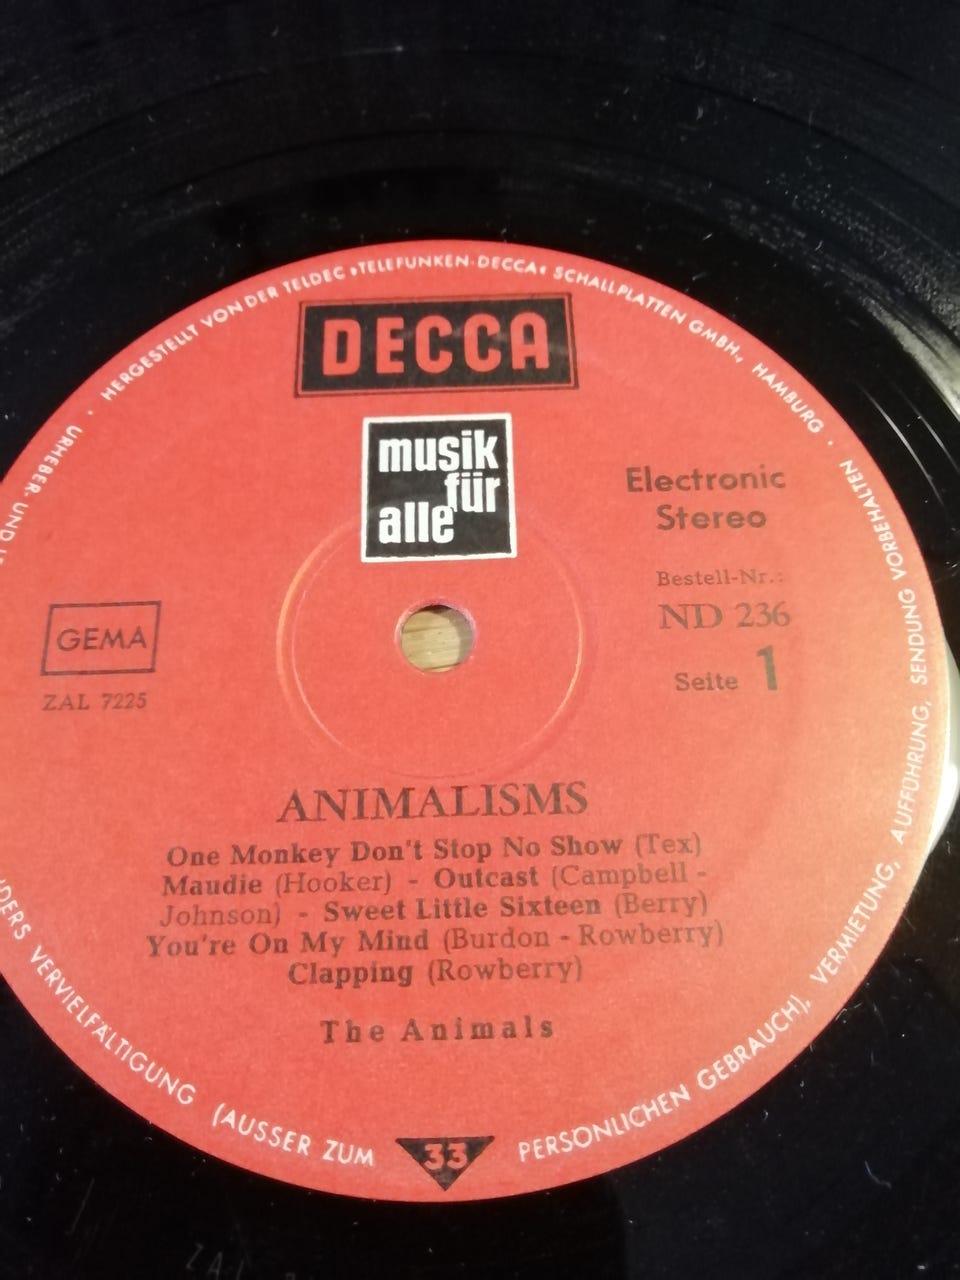 HERGESTELLT VON DER TELDEC »TELEFUNKEN-DECCA« SCHALLPLATTEN GMBH., HAMBURG ·
URHEBER- UND
DECCA
musik
für
alle
Electronic
Stereo
Bestell-Nr.:
ND 236
Seite 1
GEMA
ZAL 7225
ANIMALISMS
One Monkey Don't Stop No Show (Tex)
Maudie (Hooker) - Outcast (Campbell -
Johnson) - Sweet Little Sixteen (Berry)
You're On My Mind (Burdon - Rowberry)
Clapping (Rowberry)
The Animals
33
VORBEHALTEN SENDUNG AUFFÜHRUNG, VERMIETUNG, PERSÖNLICHEN GEBRAUCH),
VERVIELFÄLTIGUNG (AUSSER ZUM
ZAL